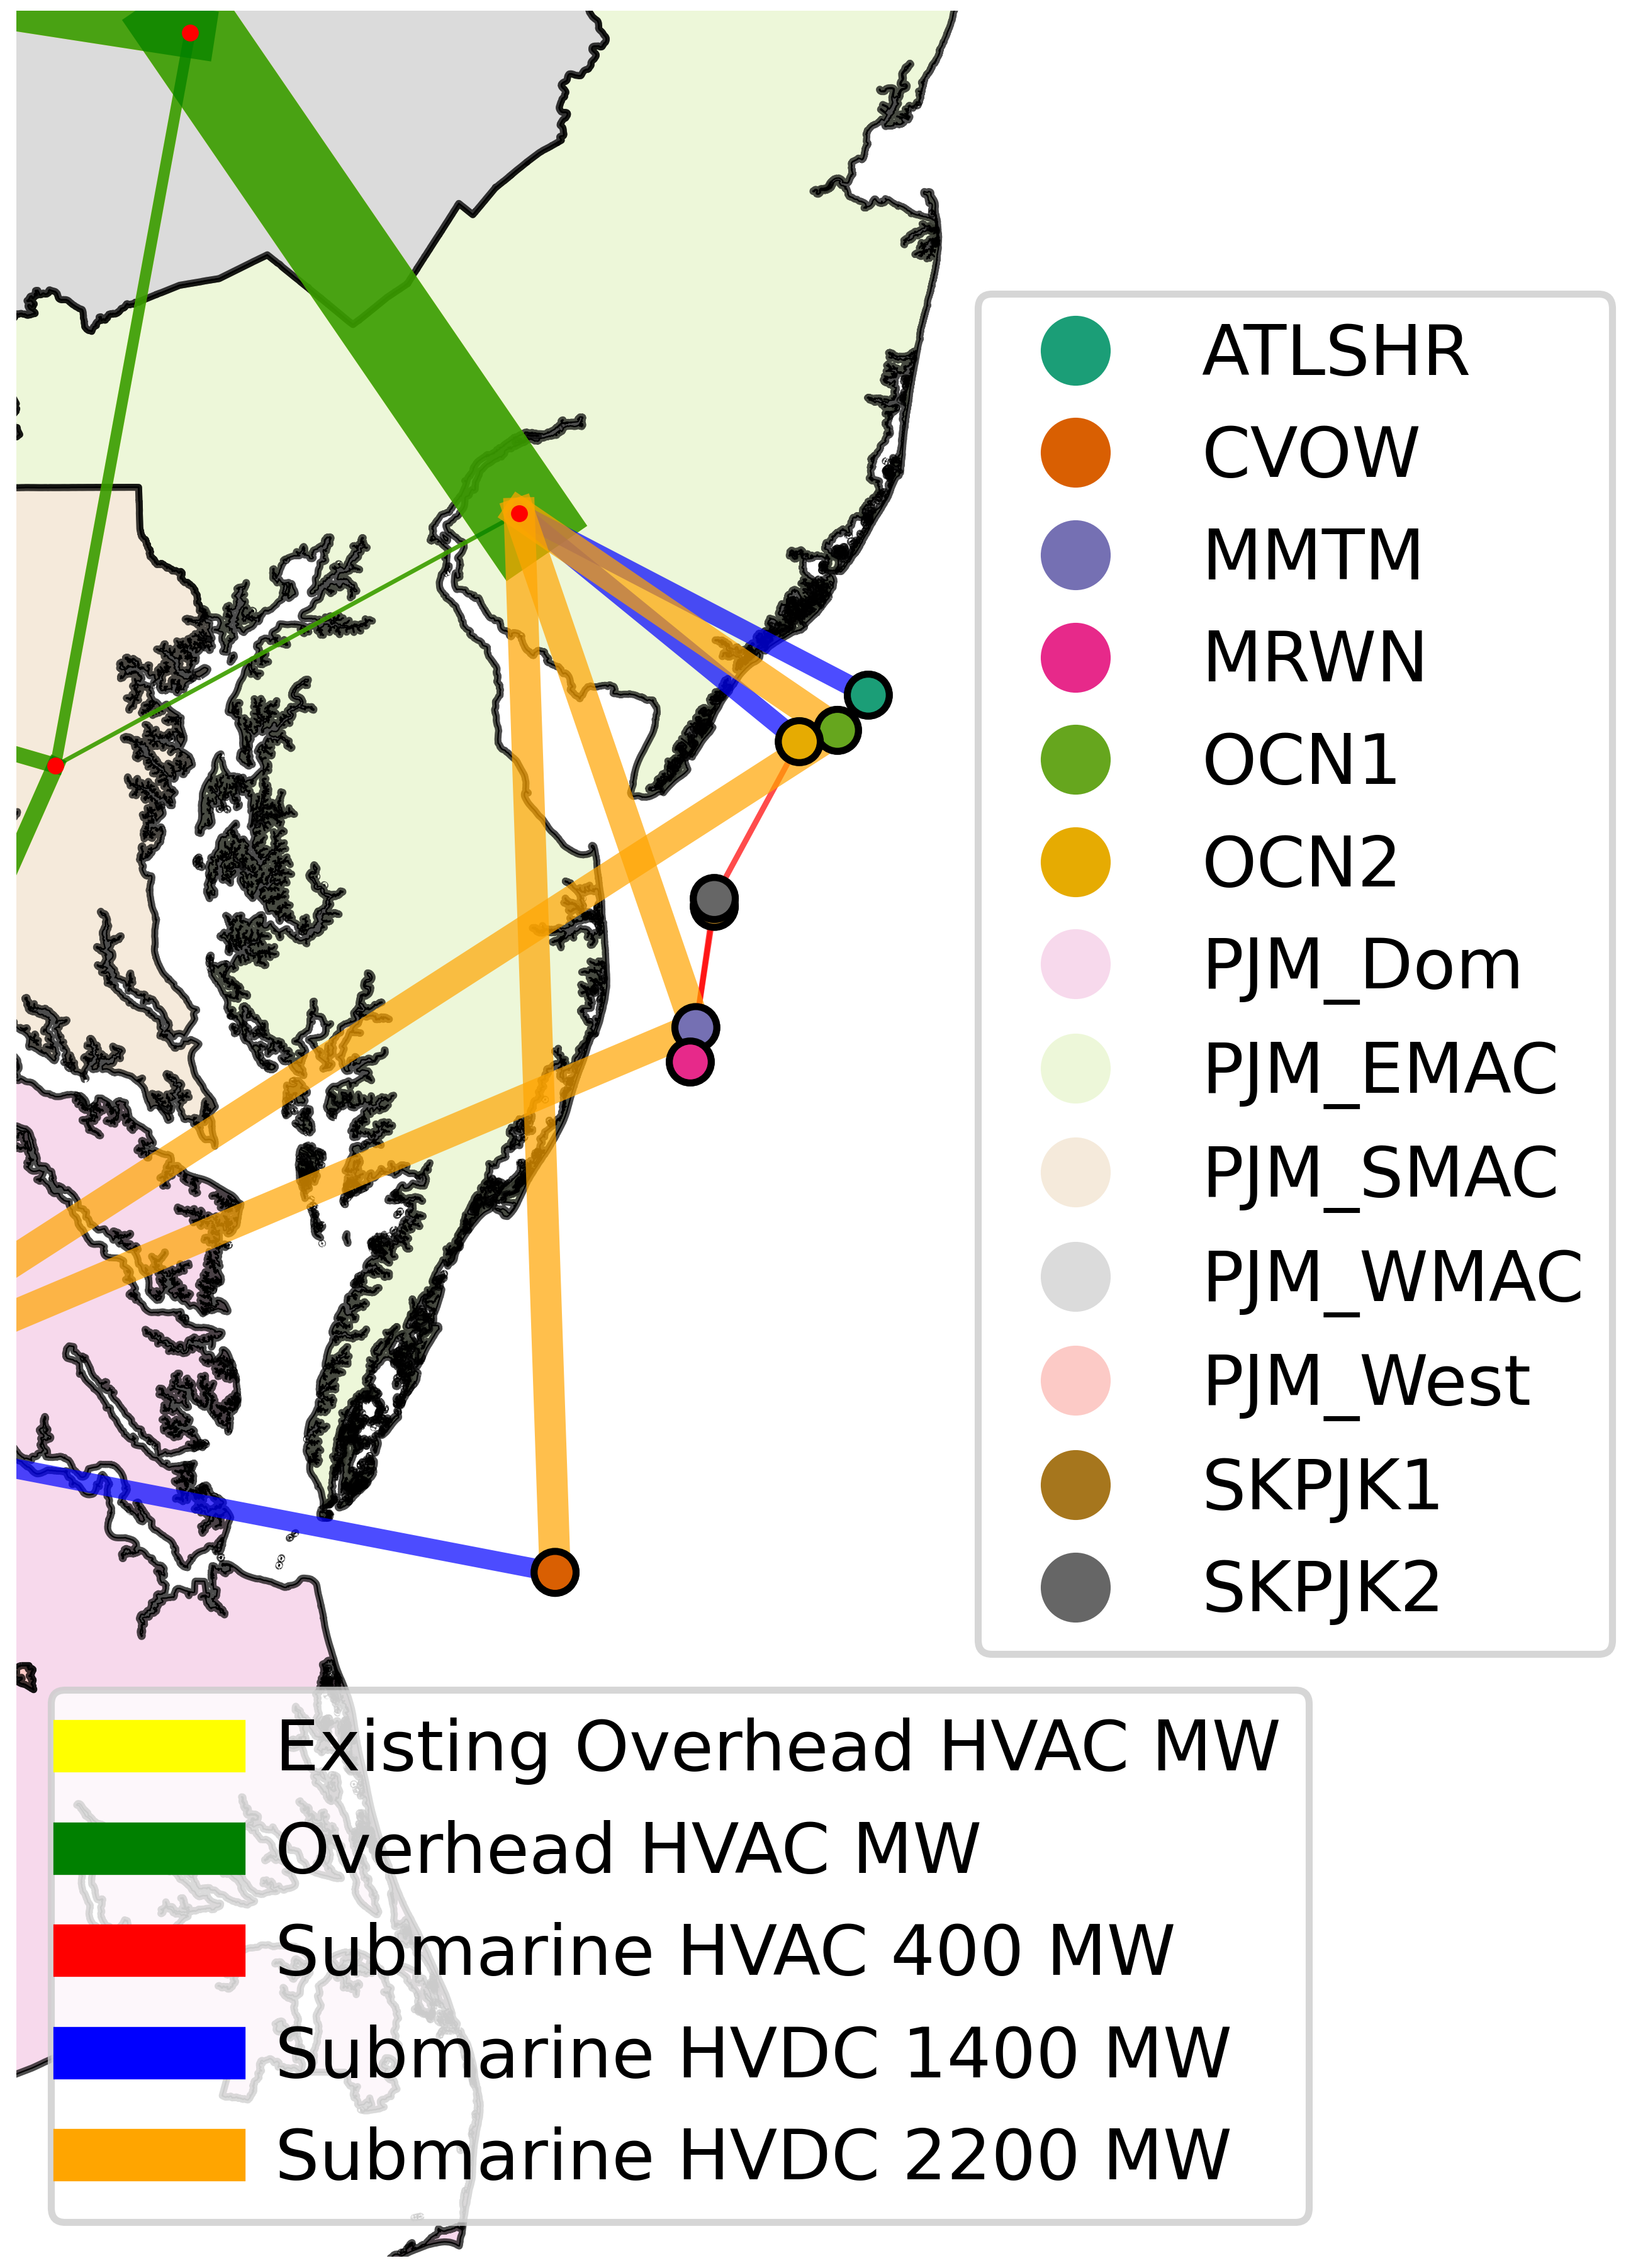 ATLSHR
CVOW
MMTM
MRWN
OCN1
OCN2
PJM_Dom
PJM_EMAC
PJM_SMAC
PJM_WMAC
PJM_West
SKPJK1
SKPJK2
Existing Overhead HVAC MW
Overhead HVAC MW
Submarine HVAC 400 MW
Submarine HVDC 1400 MW
Submarine HVDC 2200 MW